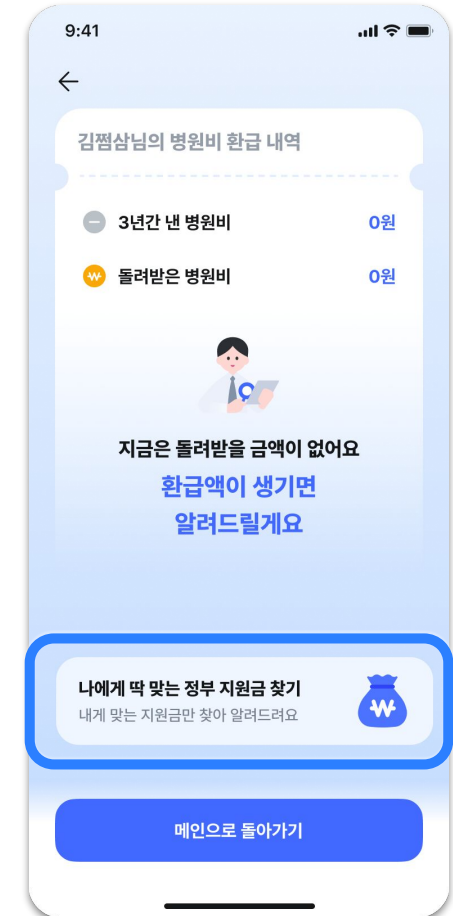 9:41
김쩜삼님의 병원비 환급 내역
3년간 낸 병원비 0원
₩ 돌려받은 병원비 0원
지금은 돌려받을 금액이 없어요
환급액이 생기면
알려드릴게요
나에게 딱 맞는 정부 지원금 찾기
내게 맞는 지원금만 찾아 알려드려요
₩
메인으로 돌아가기